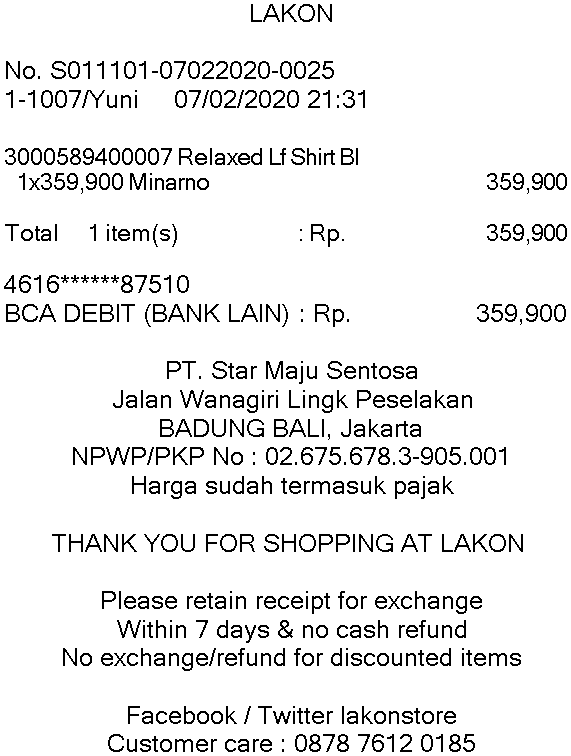 LAKON
No. S011101-07022020-0025
1-1007/Yuni 07/02/2020 21:31
3000589400007 Relaxed Lf Shirt Bl
1x359,900 Minarno 359,900
Total 1 item(s) : Rp. 359,900
4616******87510
BCA DEBIT (BANK LAIN) : Rp. 359,900
PT. Star Maju Sentosa
Jalan Wanagiri Lingk Peselakan
BADUNG BALI, Jakarta
NPWP/PKP No : 02.675.678.3-905.001
Harga sudah termasuk pajak
THANK YOU FOR SHOPPING AT LAKON
Please retain receipt for exchange
Within 7 days & no cash refund
No exchange/refund for discounted items
Facebook / Twitter lakonstore
Customer care : 0878 7612 0185